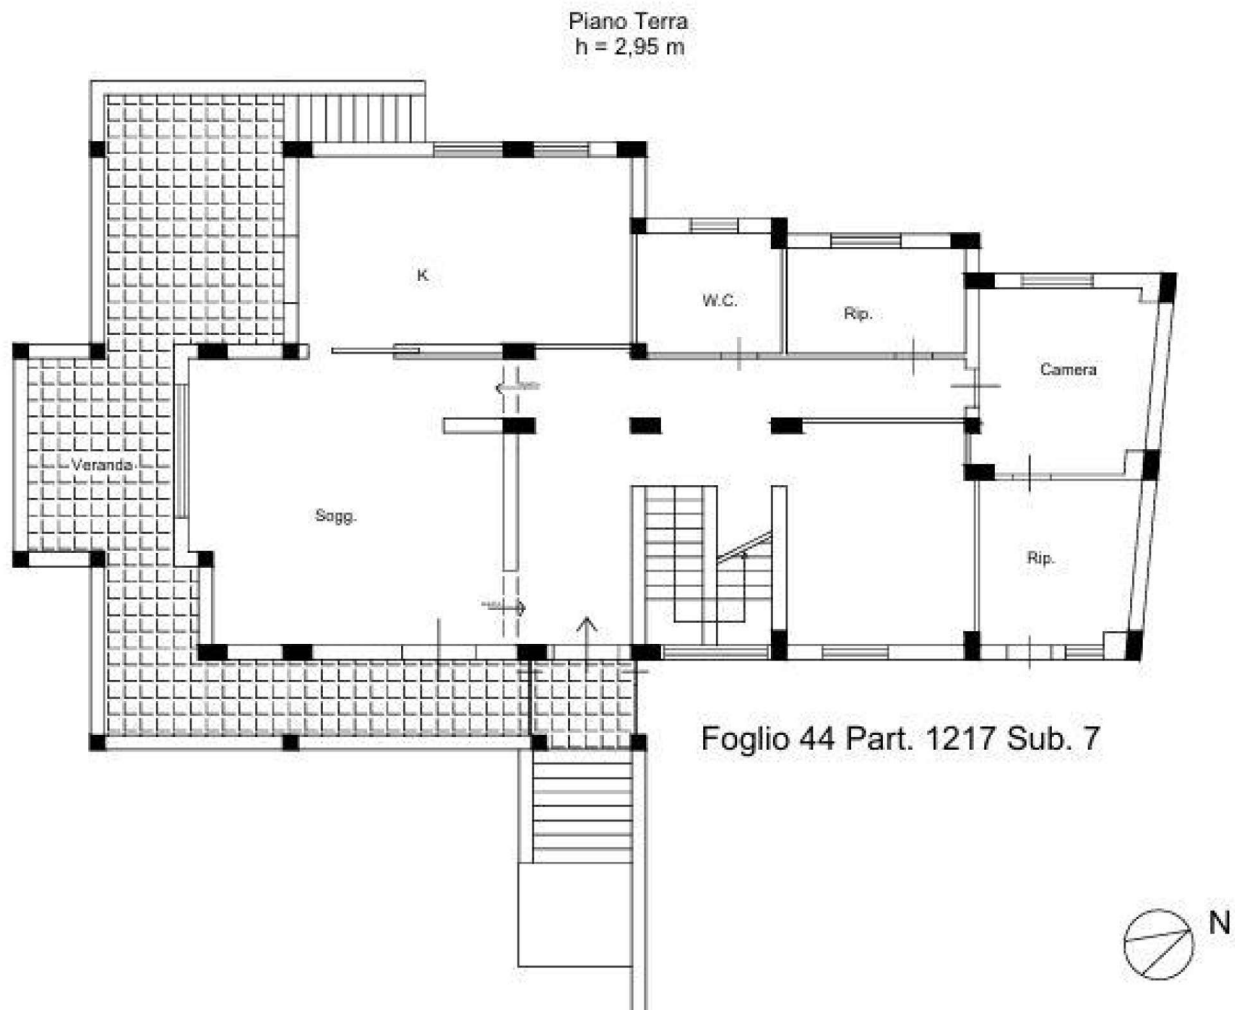 Piano Terra
h = 2,95 m
K
W.C.
Rip.
Camera
Veranda
Sogg.
Rip.
Foglio 44 Part. 1217 Sub. 7
N